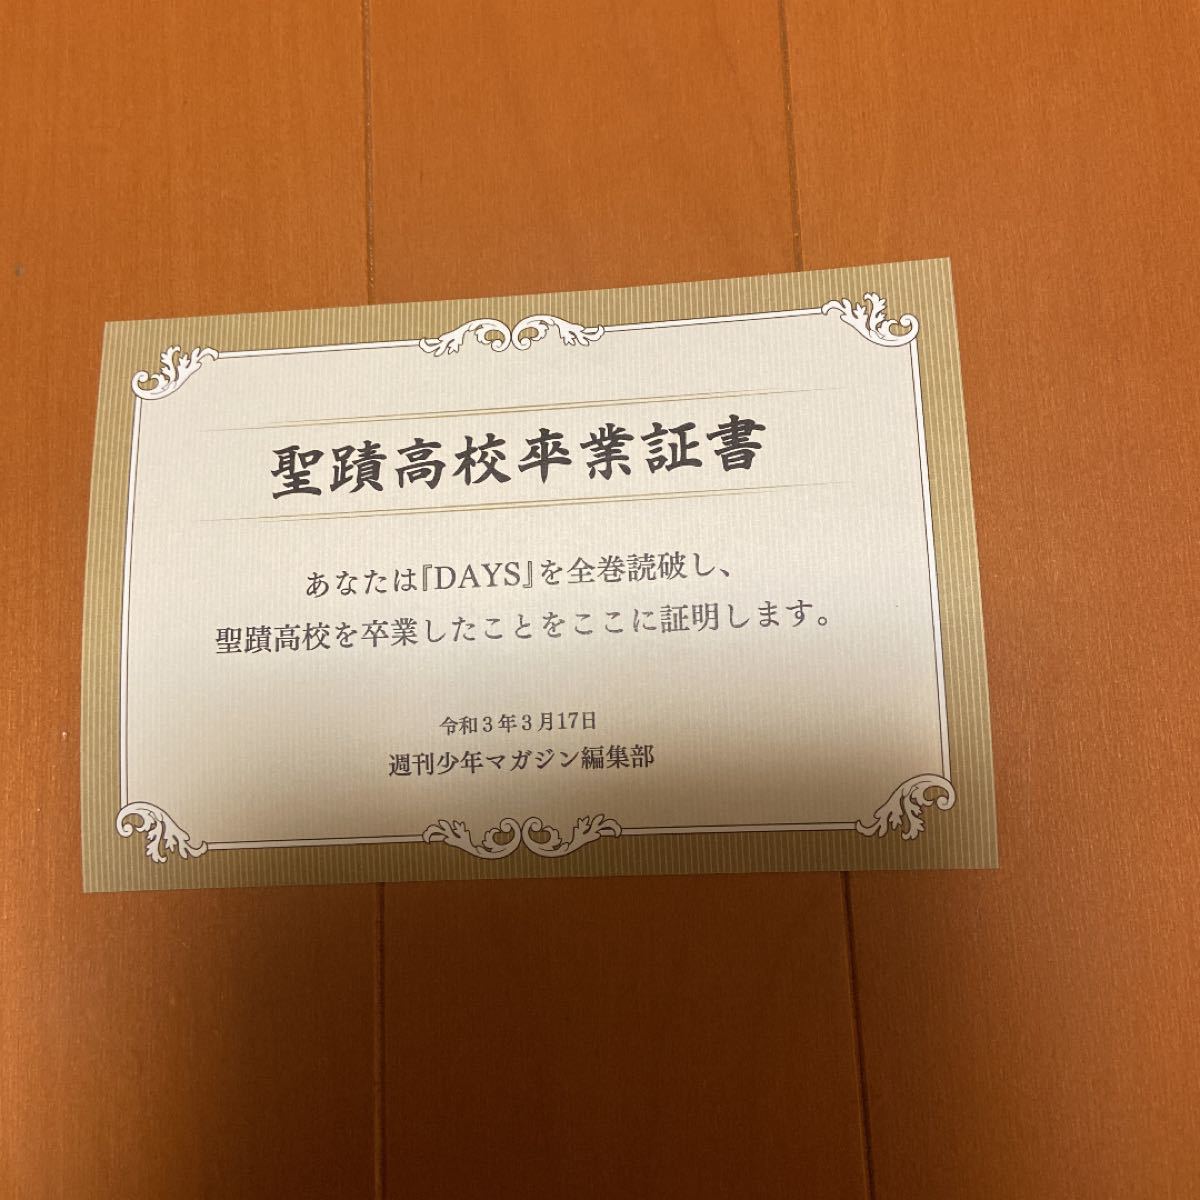 聖蹟高校卒業証書
あなたは『DAYS』を全巻読破し、
聖蹟高校を卒業したことをここに証明します。
令和3年3月17日
週刊少年マガジン編集部